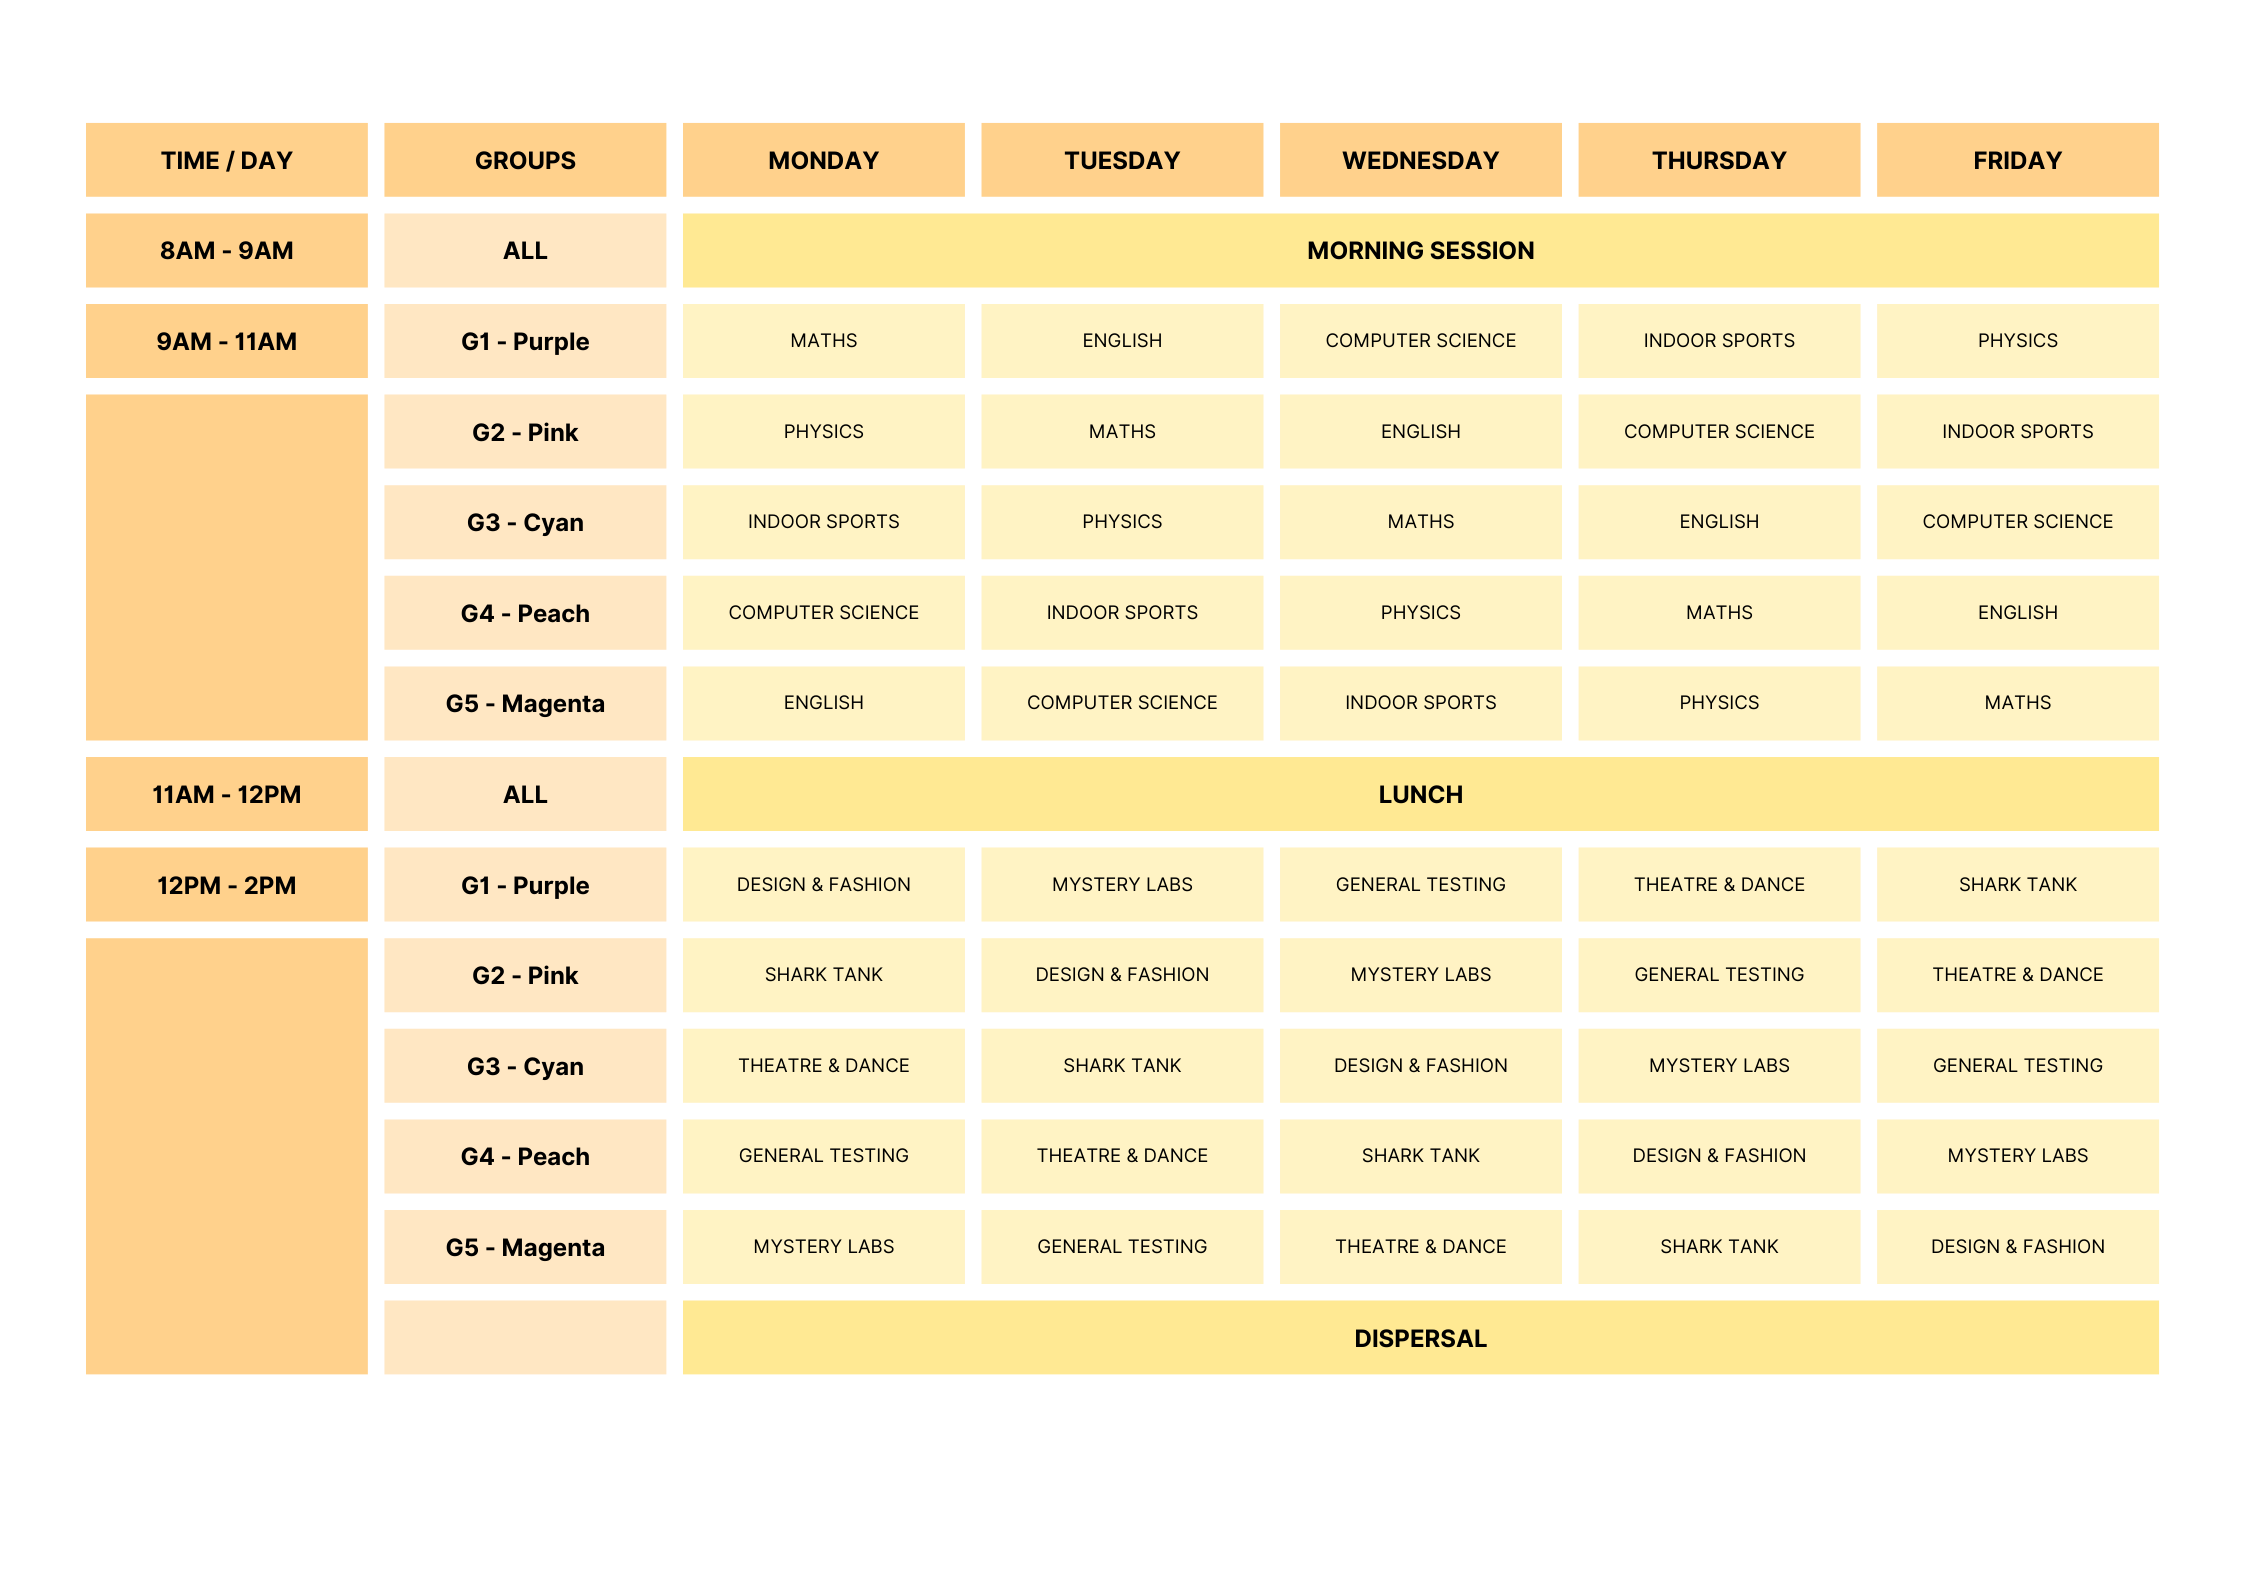 TIME / DAY GROUPS MONDAY TUESDAY WEDNESDAY THURSDAY FRIDAY
8AM - 9AM ALL MORNING SESSION
9AM - 11AM G1 - Purple MATHS ENGLISH COMPUTER SCIENCE INDOOR SPORTS PHYSICS
G2 - Pink PHYSICS MATHS ENGLISH COMPUTER SCIENCE INDOOR SPORTS
G3 - Cyan INDOOR SPORTS PHYSICS MATHS ENGLISH COMPUTER SCIENCE
G4 - Peach COMPUTER SCIENCE INDOOR SPORTS PHYSICS MATHS ENGLISH
G5 - Magenta ENGLISH COMPUTER SCIENCE INDOOR SPORTS PHYSICS MATHS
11AM - 12PM ALL LUNCH
12PM - 2PM G1 - Purple DESIGN & FASHION MYSTERY LABS GENERAL TESTING THEATRE & DANCE SHARK TANK
G2 - Pink SHARK TANK DESIGN & FASHION MYSTERY LABS GENERAL TESTING THEATRE & DANCE
G3 - Cyan THEATRE & DANCE SHARK TANK DESIGN & FASHION MYSTERY LABS GENERAL TESTING
G4 - Peach GENERAL TESTING THEATRE & DANCE SHARK TANK DESIGN & FASHION MYSTERY LABS
G5 - Magenta MYSTERY LABS GENERAL TESTING THEATRE & DANCE SHARK TANK DESIGN & FASHION
DISPERSAL